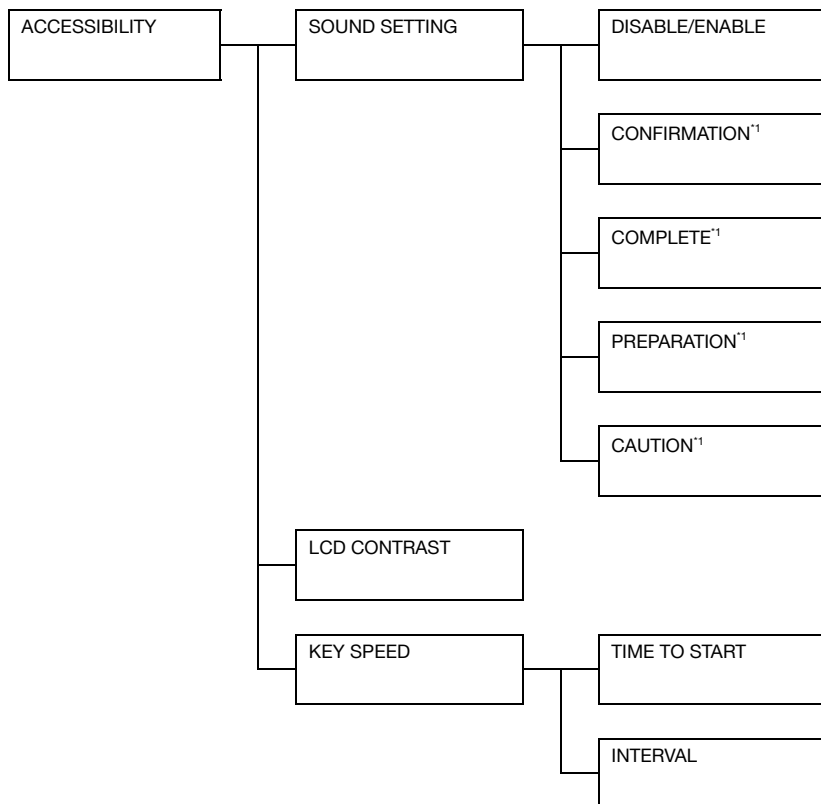 ACCESSIBILITY
SOUND SETTING
DISABLE/ENABLE
CONFIRMATION*1
COMPLETE*1
PREPARATION*1
CAUTION*1
LCD CONTRAST
KEY SPEED
TIME TO START
INTERVAL